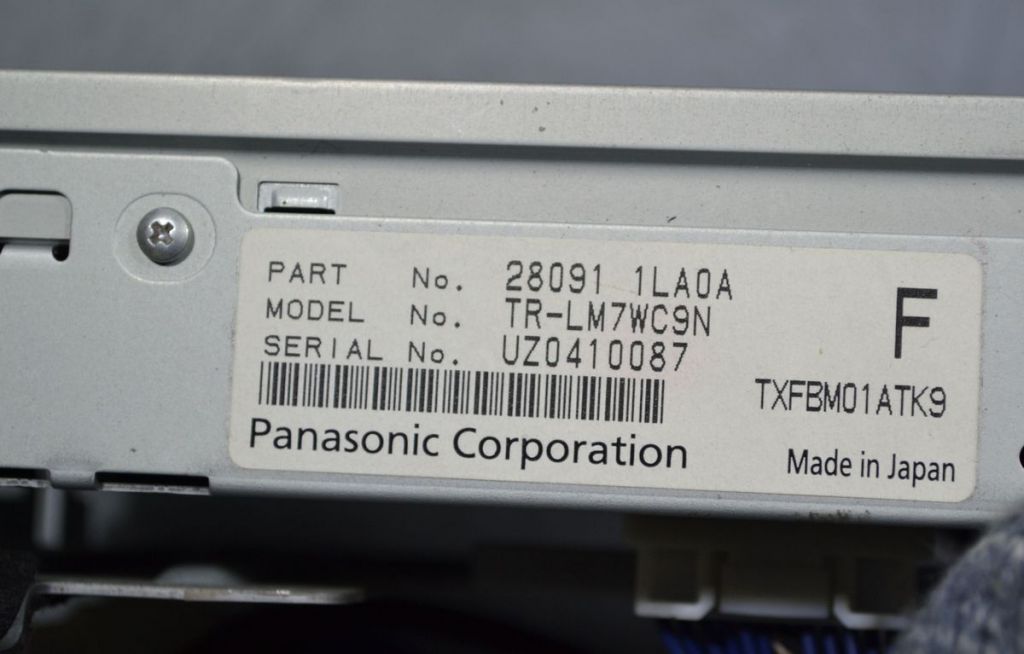 PART No. 28091 1LA0A
MODEL No. TR-LM7WC9N
SERIAL No. UZ0410087
F
TXFBM01ATK9
Panasonic Corporation
Made in Japan